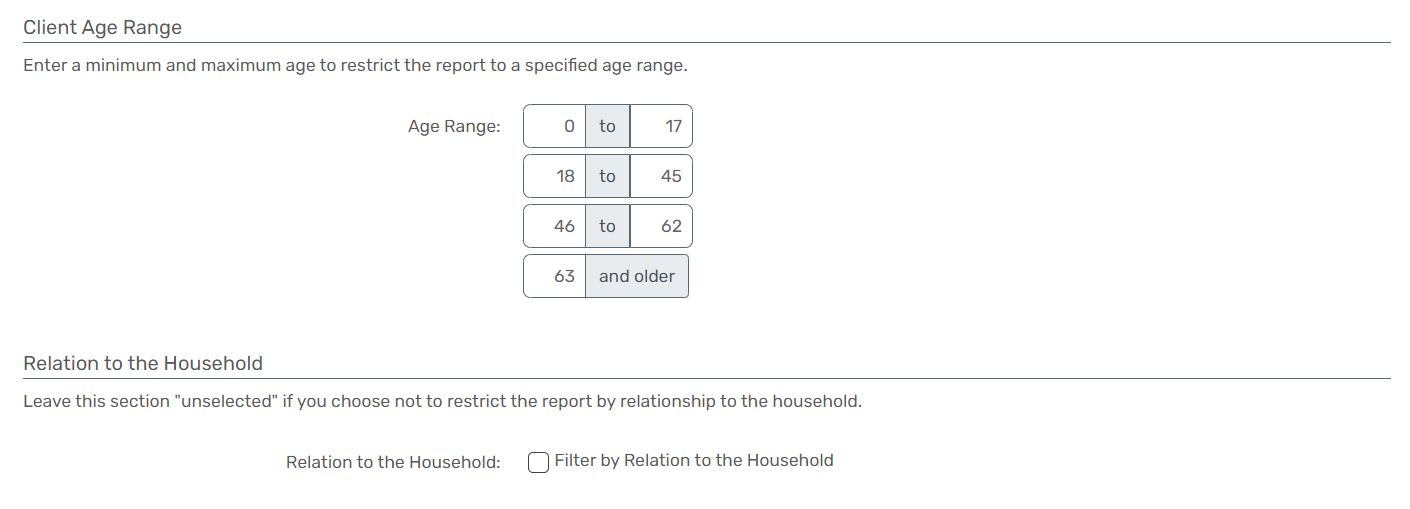 Client Age Range
Enter a minimum and maximum age to restrict the report to a specified age range.
Age Range: 0 to 17
18 to 45
46 to 62
63 and older
Relation to the Household
Leave this section "unselected" if you choose not to restrict the report by relationship to the household.
Relation to the Household: Filter by Relation to the Household